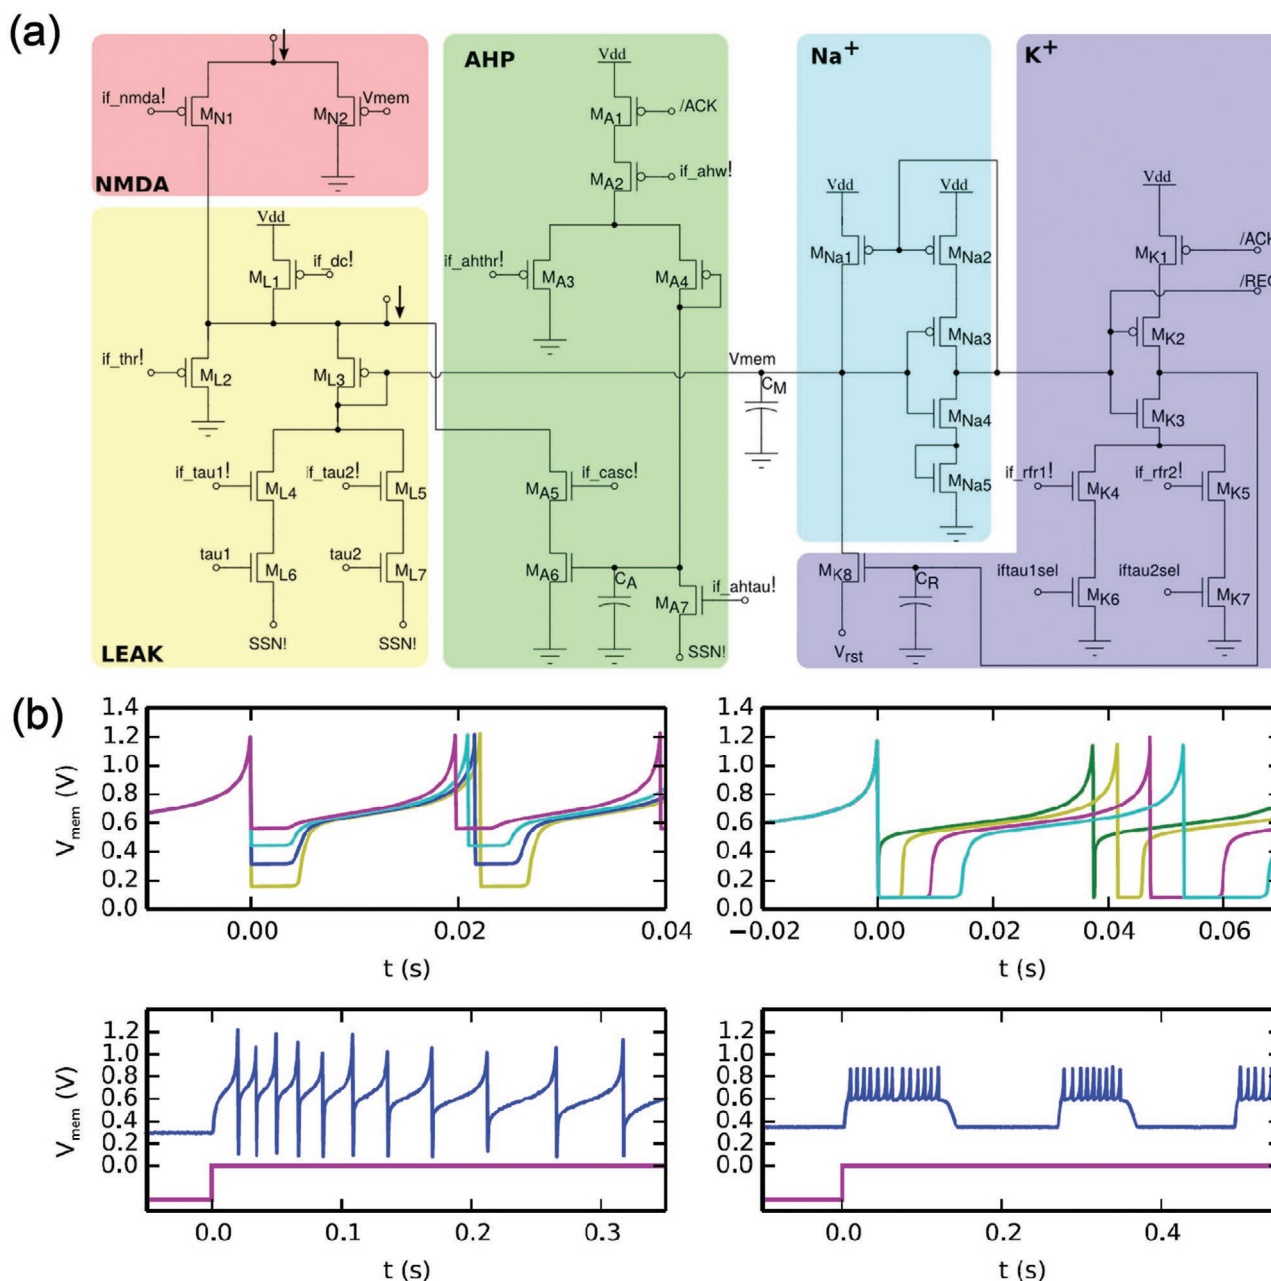 (a)
AHP
Na+
K+
Vdd
if_nmda!
MN1
MN2
Vmem
MA1
/ACK
NMDA
MA2
if_ahw!
Vdd
Vdd
Vdd
Vdd
if_dc!
ML1
if_ahthr!
MA3
MA4
MNa1
MNa2
MK1
/ACK
/REQ
MNa3
MK2
if_thr!
ML2
ML3
Vmem
CM
MNa4
MK3
if_tau1!
if_tau2!
if_casc!
if_rfr1!
if_rfr2!
ML4
ML5
MA5
MNa5
MK4
MK5
tau1
tau2
ML6
ML7
MA6
CA
if_ahtau!
MA7
MK8
CR
iftau1sel
iftau2sel
MK6
MK7
SSN!
SSN!
SSN!
Vrst
LEAK
(b)
Vmem (V)
1.4
1.2
1.0
0.8
0.6
0.4
0.2
0.0
0.00
0.02
0.04
t (s)
1.4
1.2
1.0
0.8
0.6
0.4
0.2
0.0
−0.02
0.00
0.02
0.04
0.06
t (s)
Vmem (V)
1.2
1.0
0.8
0.6
0.4
0.2
0.0
0.0
0.1
0.2
0.3
t (s)
1.2
1.0
0.8
0.6
0.4
0.2
0.0
0.0
0.2
0.4
t (s)